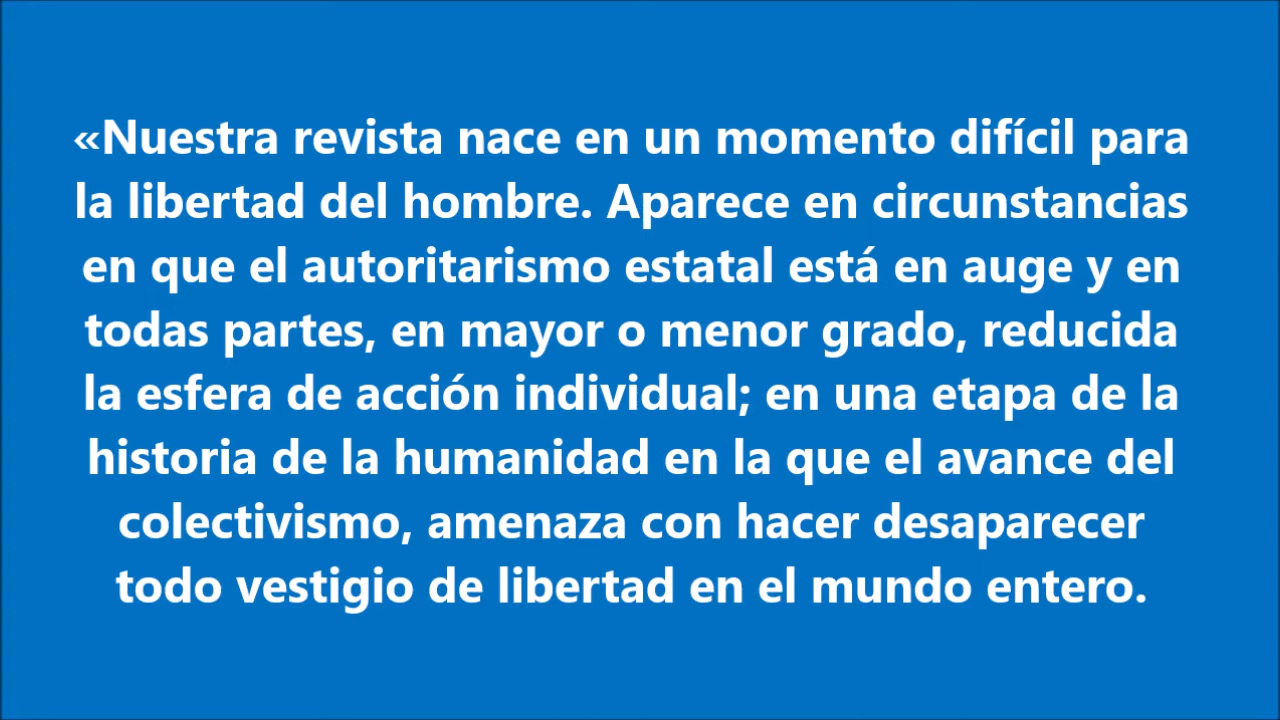 «Nuestra revista nace en un momento difícil para
la libertad del hombre. Aparece en circunstancias
en que el autoritarismo estatal está en auge y en
todas partes, en mayor o menor grado, reducida
la esfera de acción individual; en una etapa de la
historia de la humanidad en la que el avance del
colectivismo, amenaza con hacer desaparecer
todo vestigio de libertad en el mundo entero.